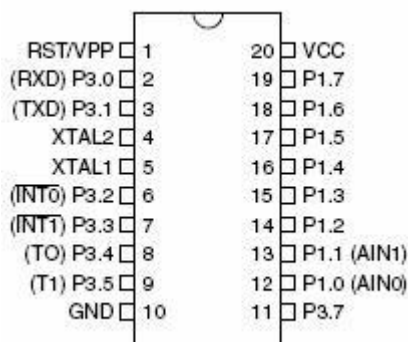 RST/VPP 1 20 VCC
(RXD) P3.0 2 19 P1.7
(TXD) P3.1 3 18 P1.6
XTAL2 4 17 P1.5
XTAL1 5 16 P1.4
(INT0) P3.2 6 15 P1.3
(INT1) P3.3 7 14 P1.2
(TO) P3.4 8 13 P1.1 (AIN1)
(T1) P3.5 9 12 P1.0 (AIN0)
GND 10 11 P3.7